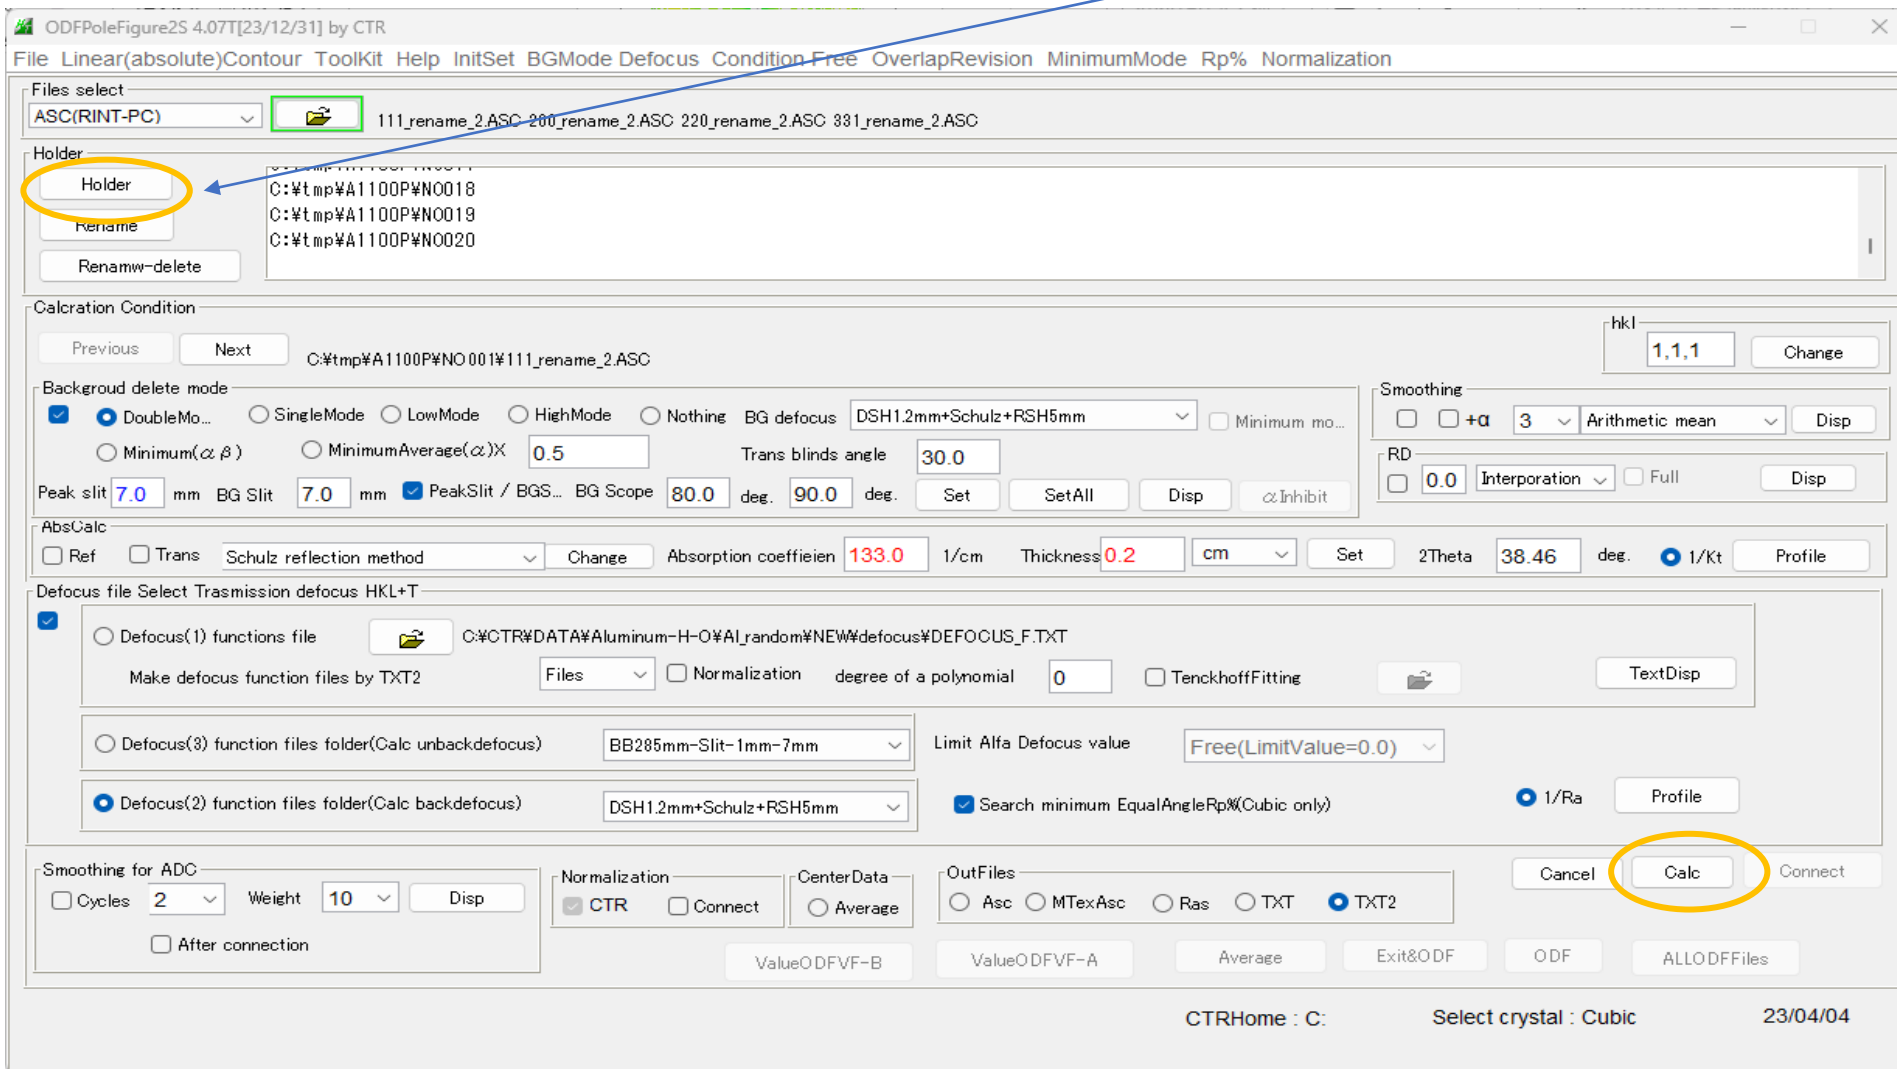 ODFPoleFigure2S 4.07T[23/12/31] by CTR
File Linear(absolute)Contour ToolKit Help InitSet BGMode Defocus Condition Free OverlapRevision MinimumMode Rp% Normalization
Files select
ASC(RINT-PC)
111_rename_2.ASC 200_rename_2.ASC 220_rename_2.ASC 331_rename_2.ASC
Holder
Holder
C:¥tmp¥A1100P¥NO018
C:¥tmp¥A1100P¥NO019
Rename
C:¥tmp¥A1100P¥NO020
Renamw-delete
Calcration Condition
hkl
Previous Next C:¥tmp¥A1100P¥NO001¥111_rename_2.ASC 1,1,1 Change
Backgroud delete mode
Smoothing
DoubleMo... SingleMode LowMode HighMode Nothing BG defocus DSH1.2mm+Schulz+RSH5mm Minimum mo...
+α 3 Arithmetic mean Disp
Minimum(αβ) MinimumAverage(α)X 0.5 Trans blinds angle 30.0
RD
0.0 Interporation Full Disp
Peak slit 7.0 mm BG Slit 7.0 mm PeakSlit / BGS... BG Scope 80.0 deg. 90.0 deg. Set SetAll Disp αInhibit
AbsCalc
Ref Trans Schulz reflection method Change Absorption coeffieien 133.0 1/cm Thickness 0.2 cm Set 2Theta 38.46 deg. 1/Kt Profile
Defocus file Select Trasmission defocus HKL+T
Defocus(1) functions file C:¥CTR¥DATA¥Aluminum-H-O¥Al_random¥NEW¥defocus¥DEFOCUS_F.TXT
Make defocus function files by TXT2 Files Normalization degree of a polynomial 0 TenckhoffFitting TextDisp
Defocus(3) function files folder(Calc unbackdefocus) BB285mm-Slit-1mm-7mm Limit Alfa Defocus value Free(LimitValue=0.0)
Defocus(2) function files folder(Calc backdefocus) DSH1.2mm+Schulz+RSH5mm Search minimum EqualAngleRp%(Cubic only) 1/Ra Profile
Smoothing for ADC
Cycles 2 Weight 10 Disp
After connection
Normalization
CTR Connect
CenterData
Average
OutFiles
Asc MTexAsc Ras TXT TXT2
Cancel Calc Connect
ValueODFVF-B ValueODFVF-A Average Exit&ODF ODF ALLODFFiles
CTRHome : C: Select crystal : Cubic 23/04/04